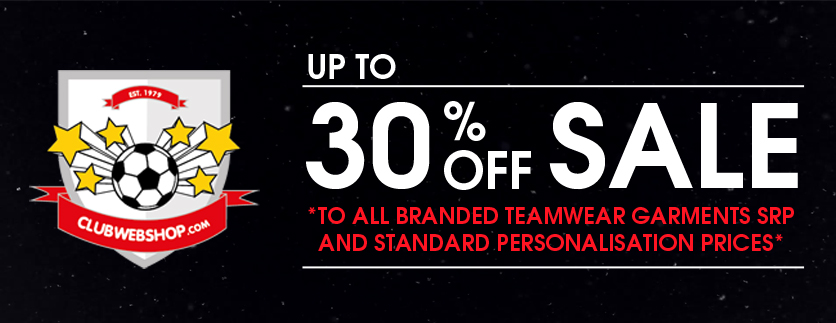 EST. 1979
CLUBWEBSHOP.COM
UP TO
30% OFF SALE
*TO ALL BRANDED TEAMWEAR GARMENTS SRP
AND STANDARD PERSONALISATION PRICES*